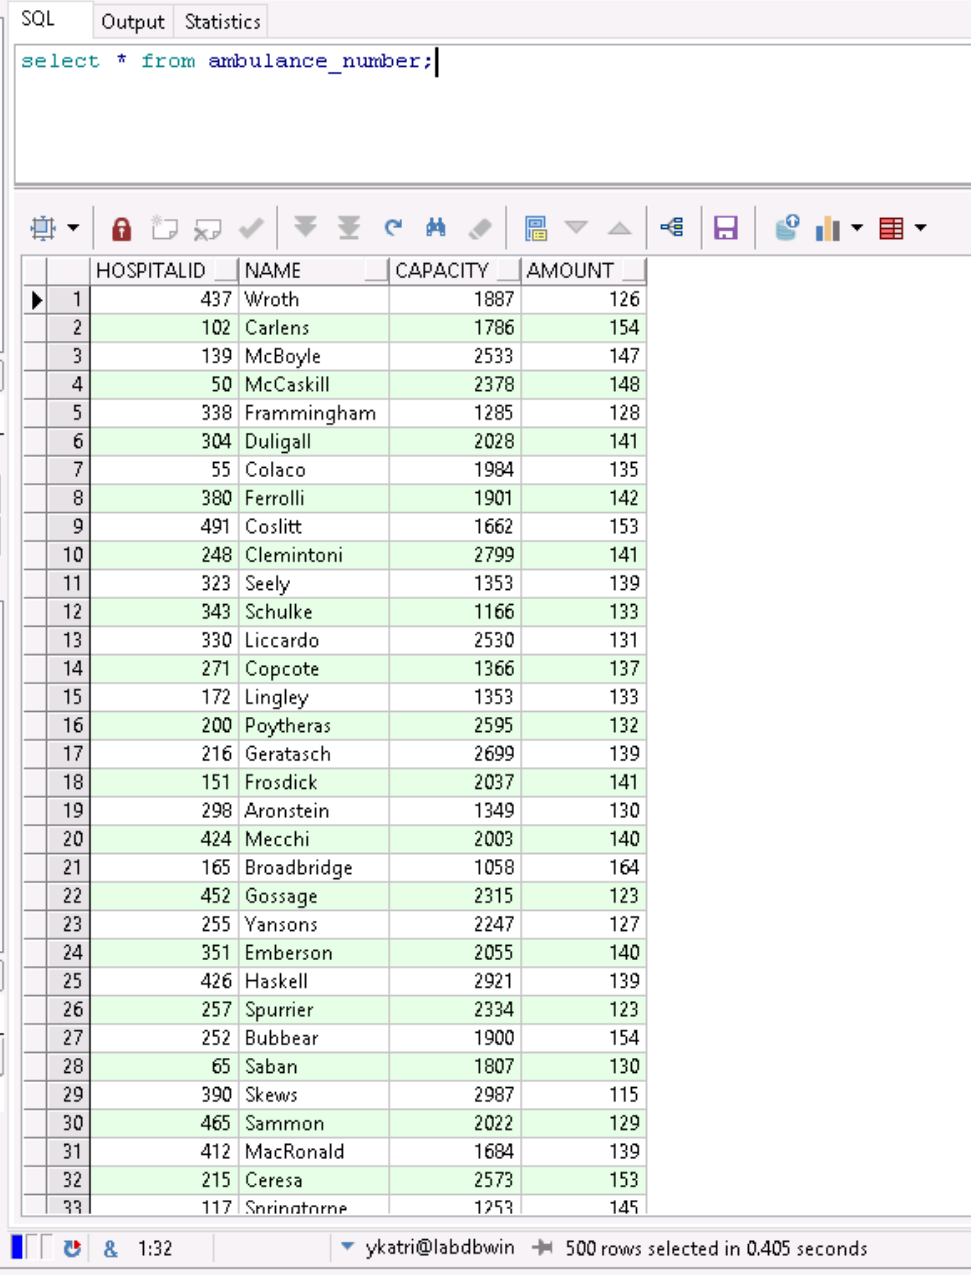 SQL Output Statistics
select * from ambulance_number;
HOSPITALID NAME CAPACITY AMOUNT
1 437 Wroth 1887 126
2 102 Carlens 1786 154
3 139 McBoyle 2533 147
4 50 McCaskill 2378 148
5 338 Frammingham 1285 128
6 304 Duligall 2028 141
7 55 Colaco 1984 135
8 380 Ferrolli 1901 142
9 491 Coslitt 1662 153
10 248 Clemintoni 2799 141
11 323 Seely 1353 139
12 343 Schulke 1166 133
13 330 Liccardo 2530 131
14 271 Copcote 1366 137
15 172 Lingley 1353 133
16 200 Poytheras 2595 132
17 216 Geratasch 2699 139
18 151 Frosdick 2037 141
19 298 Aronstein 1349 130
20 424 Mecchi 2003 140
21 165 Broadbridge 1058 164
22 452 Gossage 2315 123
23 255 Yansons 2247 127
24 351 Emberson 2055 140
25 426 Haskell 2921 139
26 257 Spurrier 2334 123
27 252 Bubbear 1900 154
28 65 Saban 1807 130
29 390 Skews 2987 115
30 465 Sammon 2022 129
31 412 MacRonald 1684 139
32 215 Ceresa 2573 153
33 117 Springtorne 1253 145
& 1:32 ykatri@labdbwin 500 rows selected in 0.405 seconds